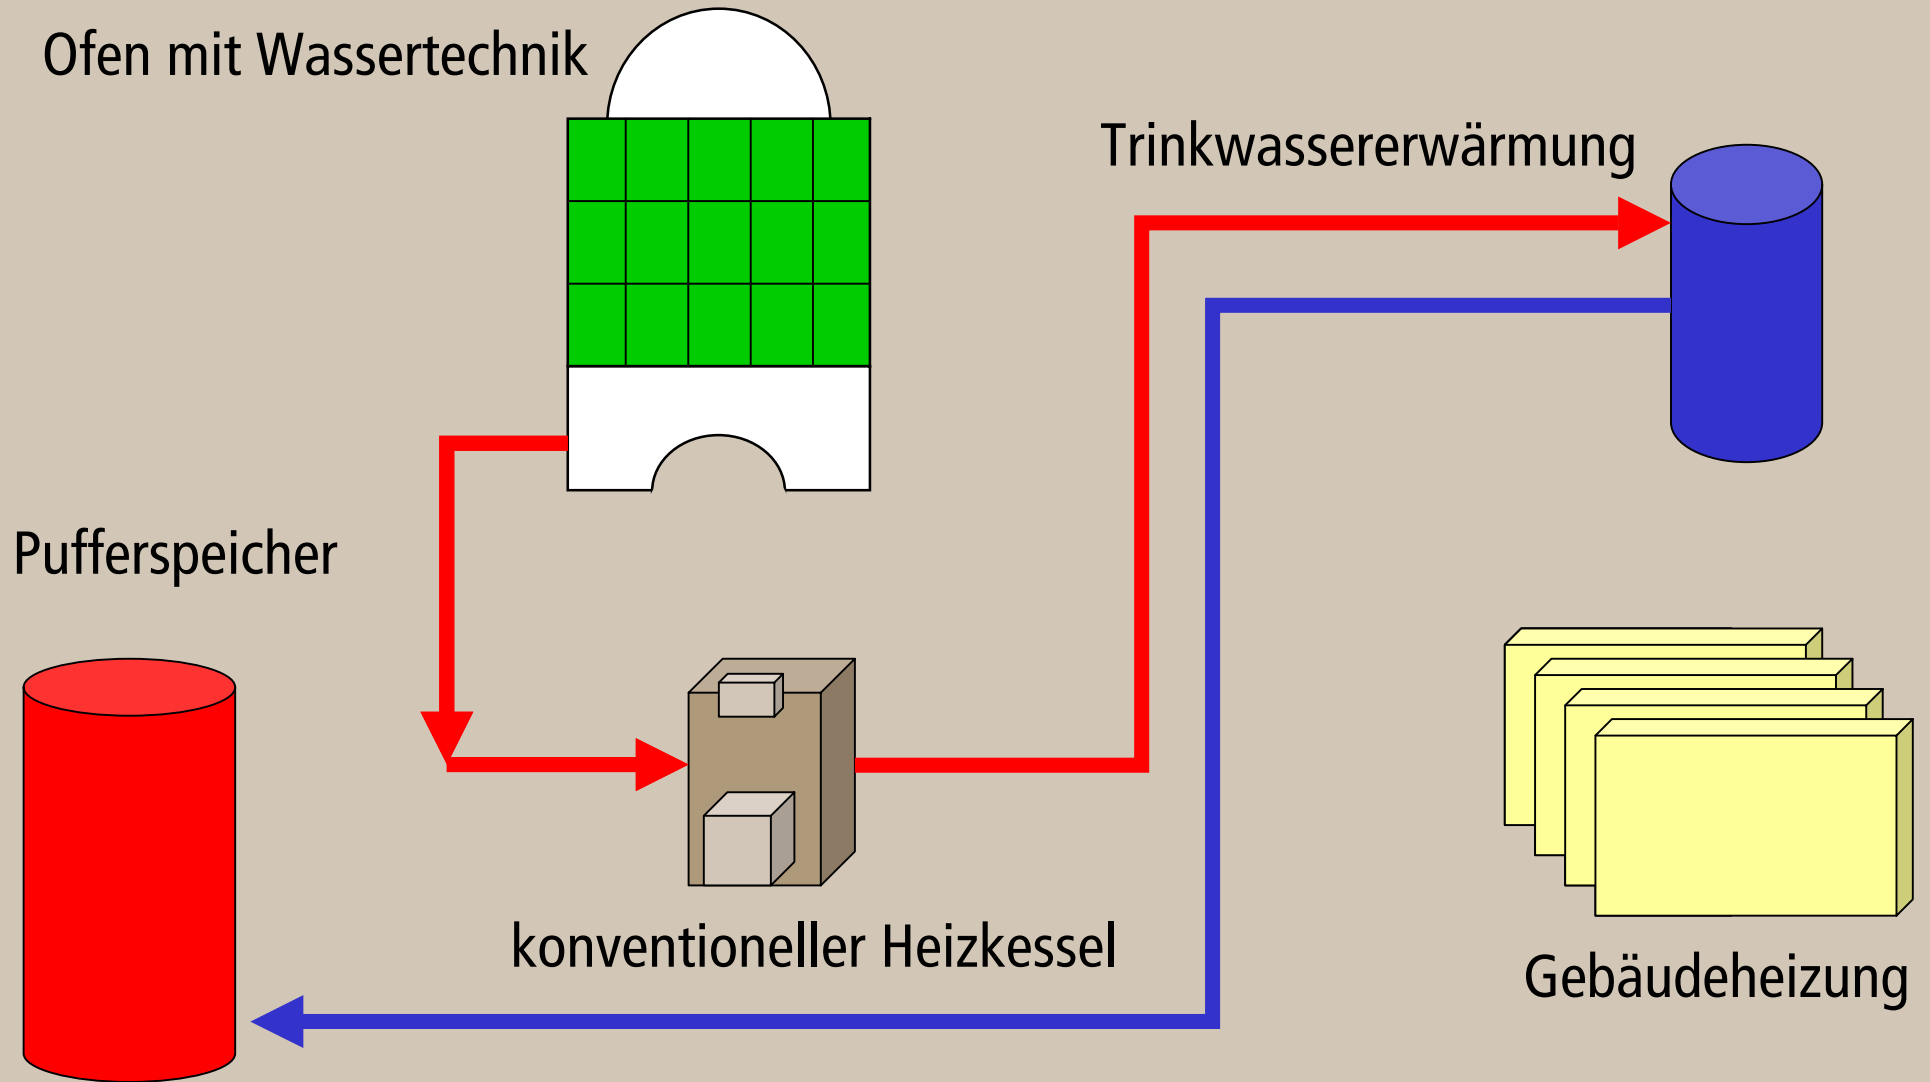 Ofen mit Wassertechnik
Trinkwassererwärmung
Pufferspeicher
konventioneller Heizkessel
Gebäudeheizung